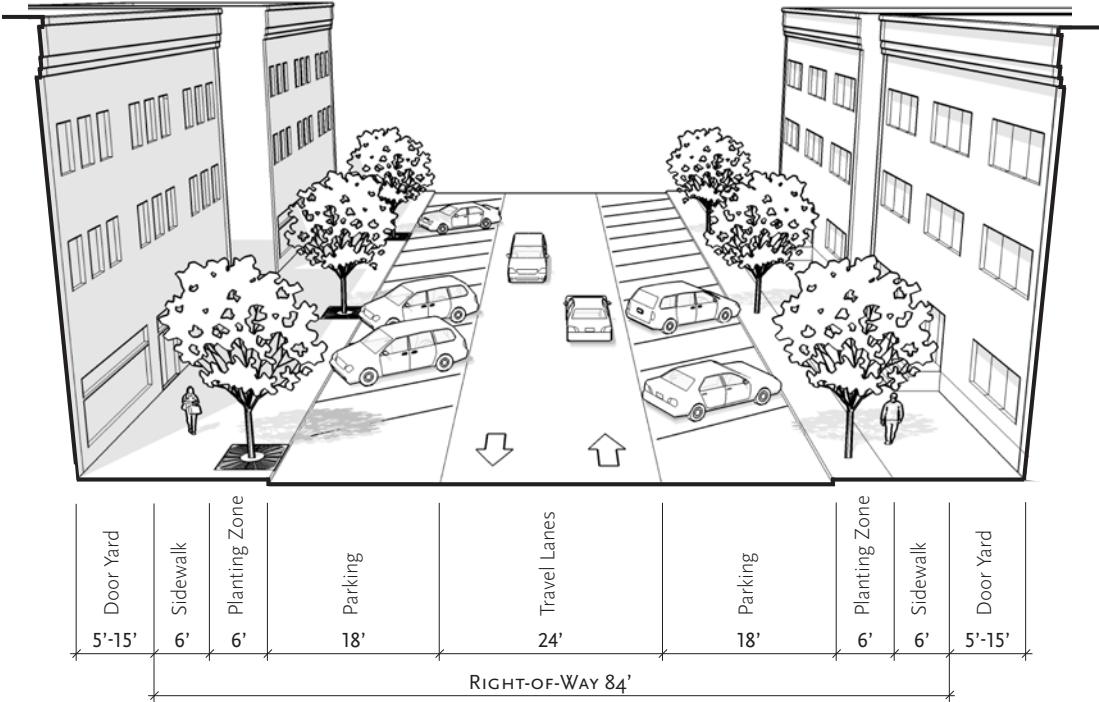 Door Yard
Sidewalk
Planting Zone
Parking
Travel Lanes
Parking
Planting Zone
Sidewalk
Door Yard
5'-15' 6' 6' 18' 24' 18' 6' 6' 5'-15'
Right-of-Way 84'